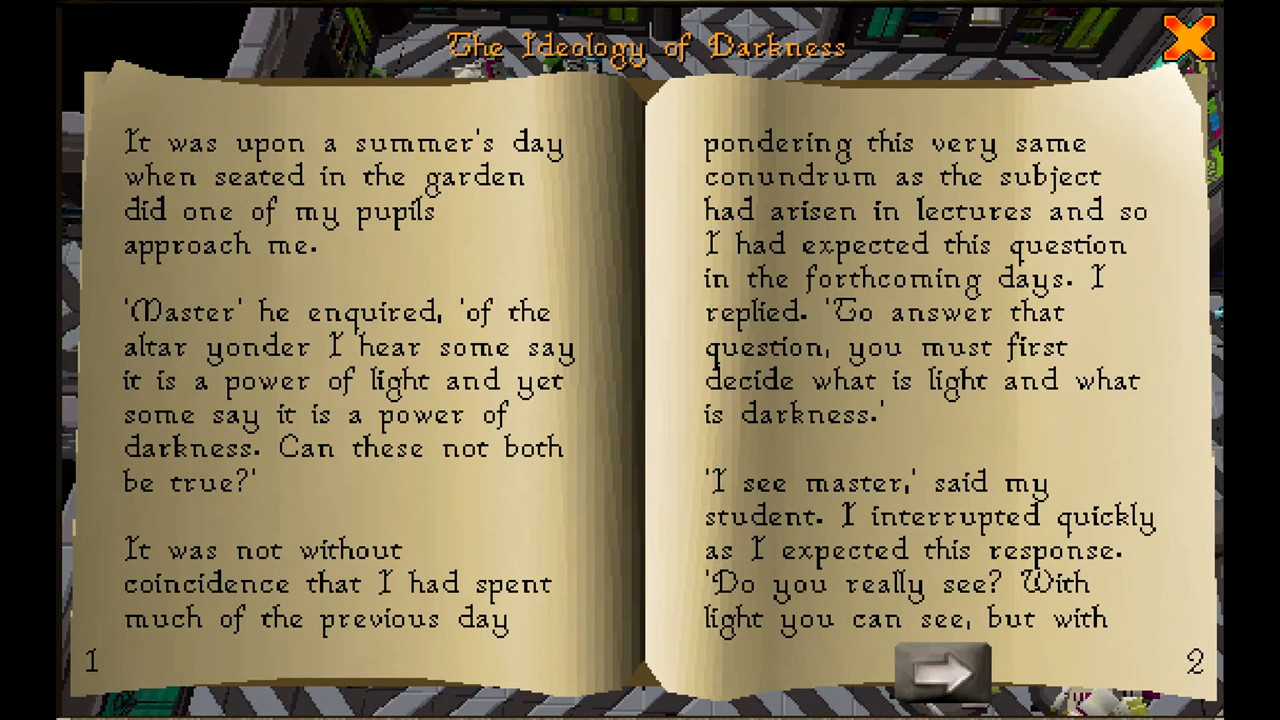 The Ideology of Darkness
It was upon a summer's day
when seated in the garden
did one of my pupils
approach me.
'Master' he enquired, 'of the
altar yonder I hear some say
it is a power of light and yet
some say it is a power of
darkness. Can these not both
be true?'
It was not without
coincidence that I had spent
much of the previous day
1
pondering this very same
conundrum as the subject
had arisen in lectures and so
I had expected this question
in the forthcoming days. I
replied. 'To answer that
question, you must first
decide what is light and what
is darkness.'
'I see master,' said my
student. I interrupted quickly
as I expected this response.
'Do you really see? With
light you can see, but with
2